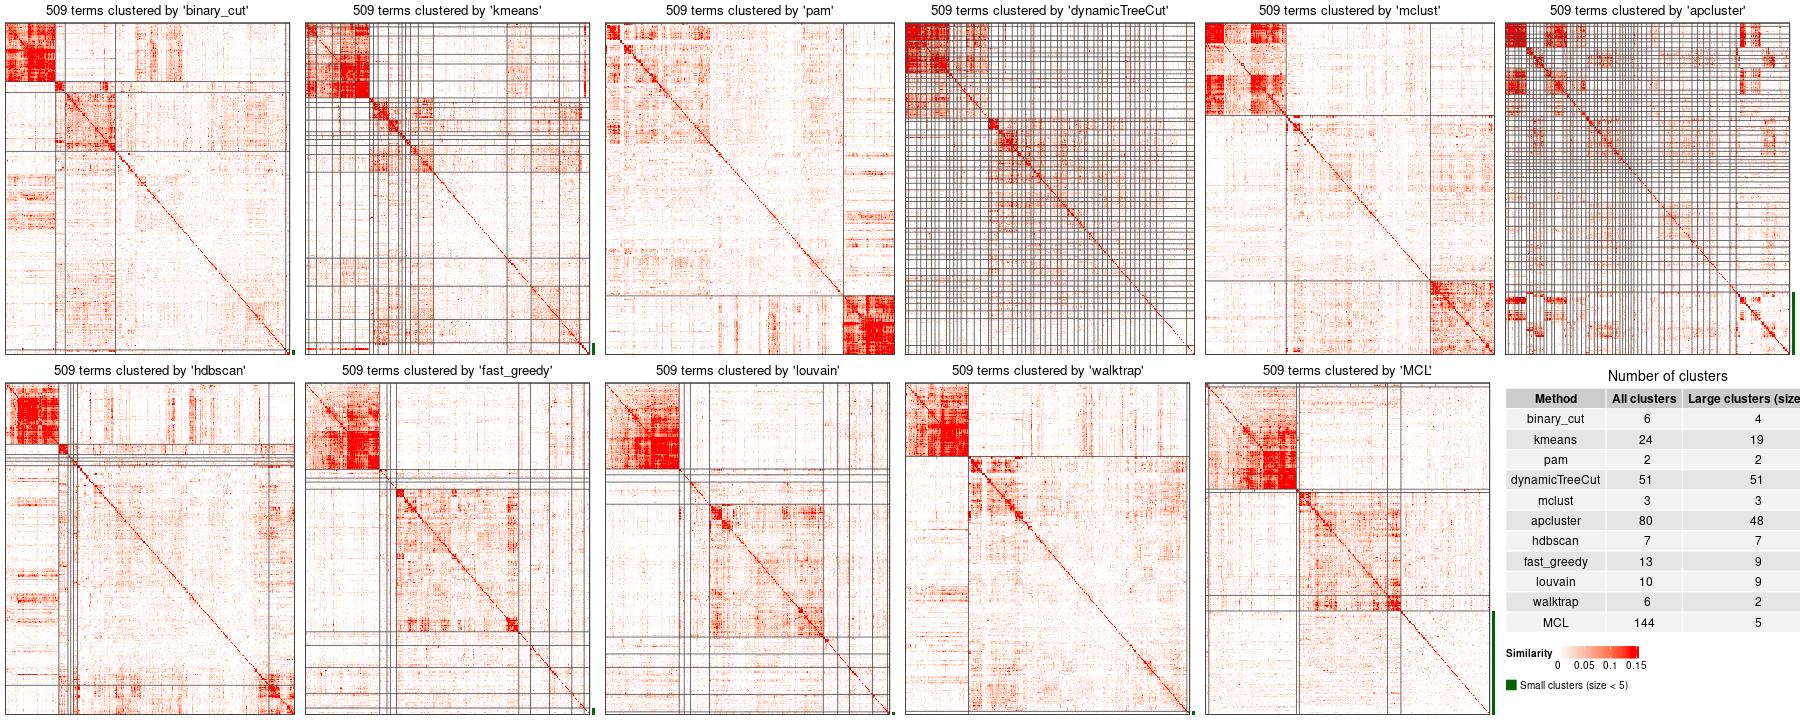 509 terms clustered by 'binary_cut'
509 terms clustered by 'kmeans'
509 terms clustered by 'pam'
509 terms clustered by 'dynamicTreeCut'
509 terms clustered by 'mclust'
509 terms clustered by 'apcluster'
509 terms clustered by 'hdbscan'
509 terms clustered by 'fast_greedy'
509 terms clustered by 'louvain'
509 terms clustered by 'walktrap'
509 terms clustered by 'MCL'
Number of clusters
Method All clusters Large clusters (size
binary_cut 6 4
kmeans 24 19
pam 2 2
dynamicTreeCut 51 51
mclust 3 3
apcluster 80 48
hdbscan 7 7
fast_greedy 13 9
louvain 10 9
walktrap 6 2
MCL 144 5
Similarity
0 0.05 0.1 0.15
Small clusters (size < 5)